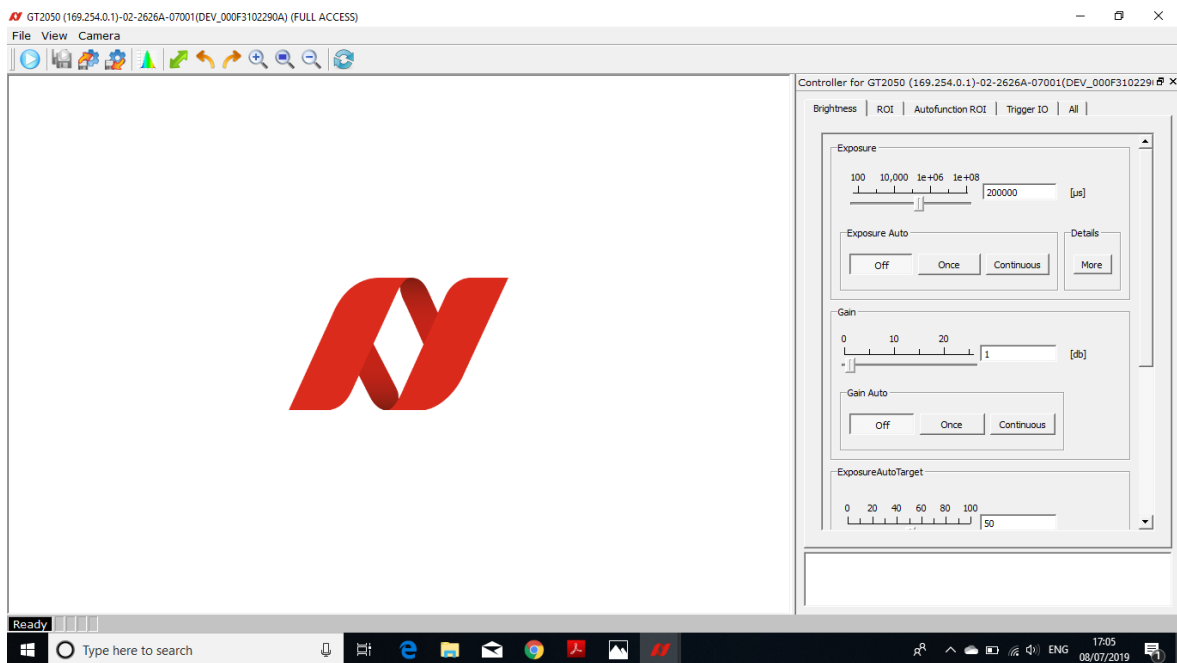 GT2050 (169.254.0.1)-02-2626A-07001(DEV_000F3102290A) (FULL ACCESS)
File View Camera
Controller for GT2050 (169.254.0.1)-02-2626A-07001(DEV_000F310229
Brightness ROI Autofunction ROI Trigger IO All
Exposure
100 10,000 1e+06 1e+08
200000 [µs]
Exposure Auto Details
Off Once Continuous More
Gain
0 10 20
1 [db]
Gain Auto
Off Once Continuous
ExposureAutoTarget
0 20 40 60 80 100
50
Ready
Type here to search
ENG
17:05
08/07/2019
1